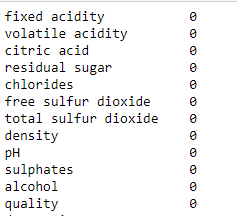 fixed acidity 0
volatile acidity 0
citric acid 0
residual sugar 0
chlorides 0
free sulfur dioxide 0
total sulfur dioxide 0
density 0
pH 0
sulphates 0
alcohol 0
quality 0